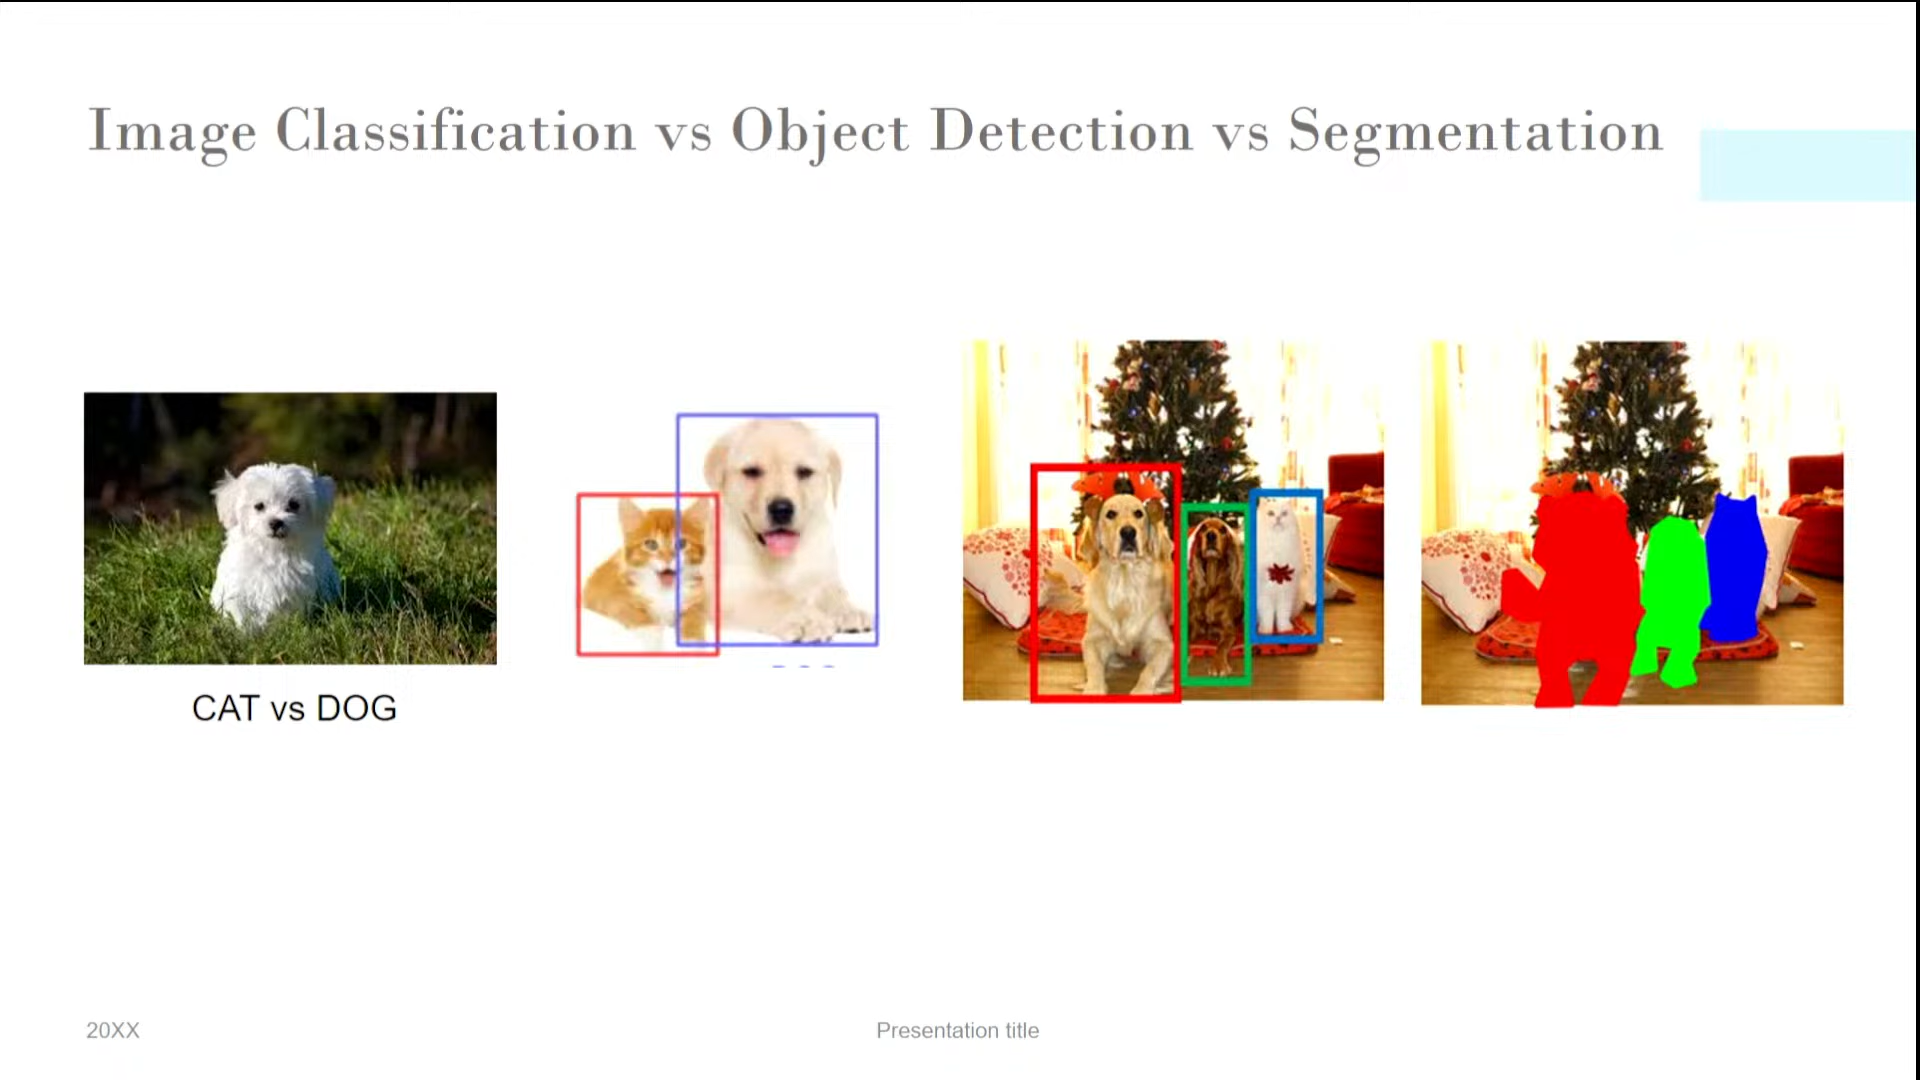 Image Classification vs Object Detection vs Segmentation
CAT vs DOG
20XX
Presentation title